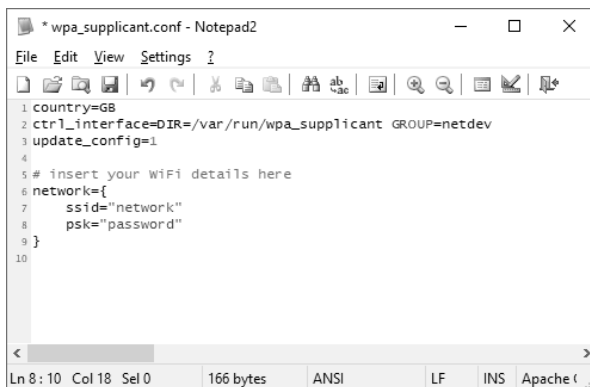 * wpa_supplicant.conf - Notepad2
File Edit View Settings ?
1 country=GB
2 ctrl_interface=DIR=/var/run/wpa_supplicant GROUP=netdev
3 update_config=1
4
5 # insert your WiFi details here
6 network={
7 ssid="network"
8 psk="password"
9 }
10
Ln 8 : 10 Col 18 Sel 0 166 bytes ANSI LF INS Apache